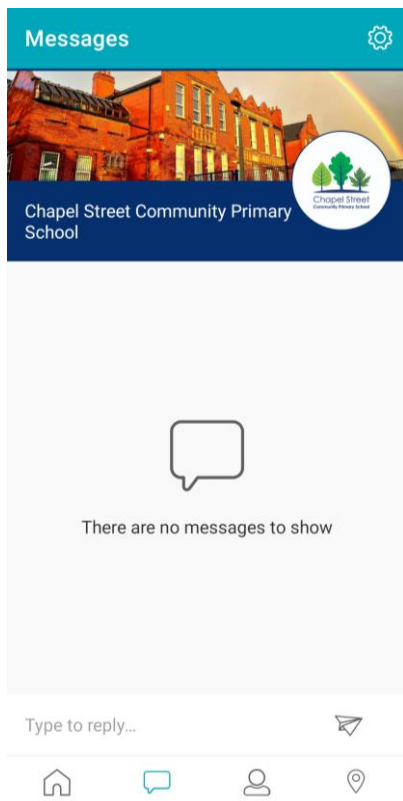 Messages
Chapel Street
Community Primary School
Chapel Street Community Primary
School
There are no messages to show
Type to reply...